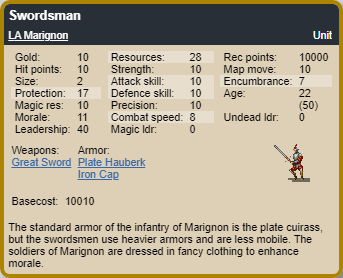 Swordsman
LA Marignon Unit
Gold: 10 Resources: 28 Rec points: 10000
Hit points: 10 Strength: 10 Map move: 10
Size: 2 Attack skill: 10 Encumbrance: 7
Protection: 17 Defence skill: 10 Age: 22
Magic res: 10 Precision: 10 (50)
Morale: 11 Combat speed: 8 Undead ldr: 0
Leadership: 40 Magic ldr: 0
Weapons: Armor:
Great Sword Plate Hauberk
Iron Cap
Basecost: 10010
The standard armor of the infantry of Marignon is the plate cuirass,
but the swordsmen use heavier armors and are less mobile. The
soldiers of Marignon are dressed in fancy clothing to enhance
morale.